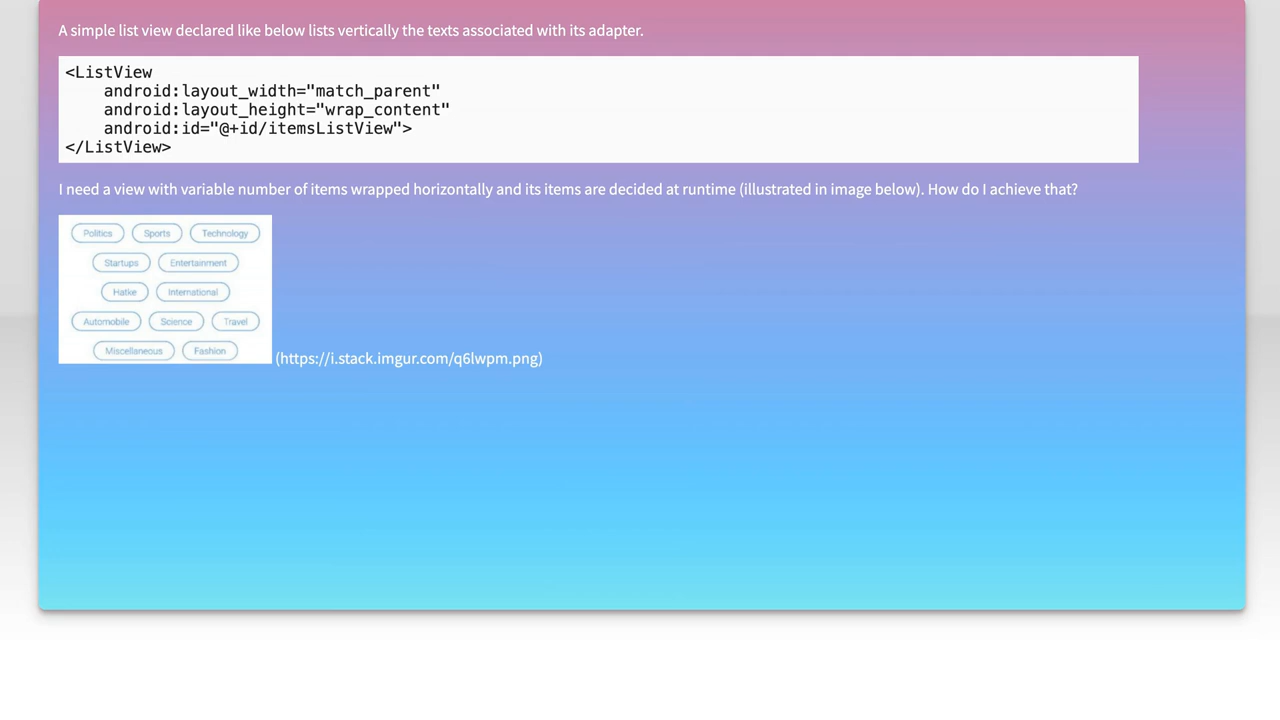 A simple list view declared like below lists vertically the texts associated with its adapter.
<ListView
    android:layout_width="match_parent"
    android:layout_height="wrap_content"
    android:id="@+id/itemsListView">
</ListView>
I need a view with variable number of items wrapped horizontally and its items are decided at runtime (illustrated in image below). How do I achieve that?
Politics Sports Technology
Startups Entertainment
Hatke International
Automobile Science Travel
Miscellaneous Fashion
(https://i.stack.imgur.com/q6lwpm.png)